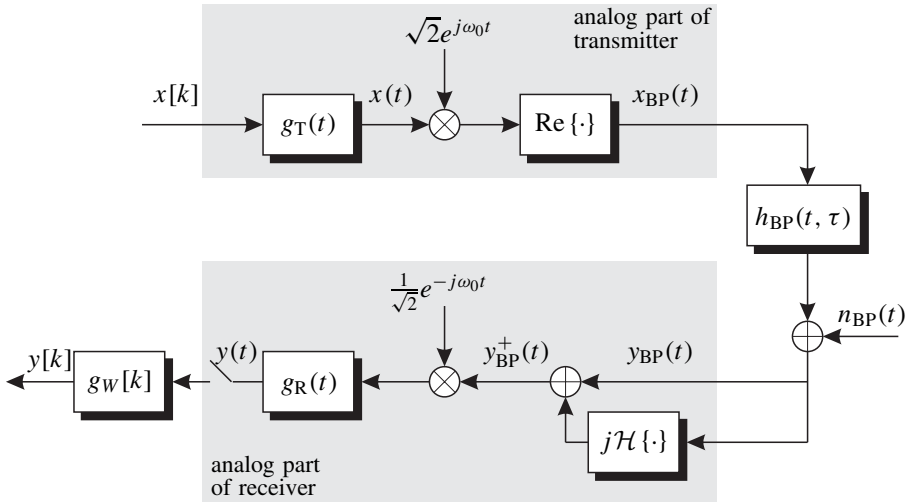 analog part of
transmitter
√2e^{jω₀t}
x[k]
x(t)
x_BP(t)
g_T(t)
Re {·}
h_BP(t, τ)
1/√2 e^{−jω₀t}
n_BP(t)
y[k]
y(t)
y⁺_BP(t)
y_BP(t)
g_W[k]
g_R(t)
jℋ{·}
analog part
of receiver